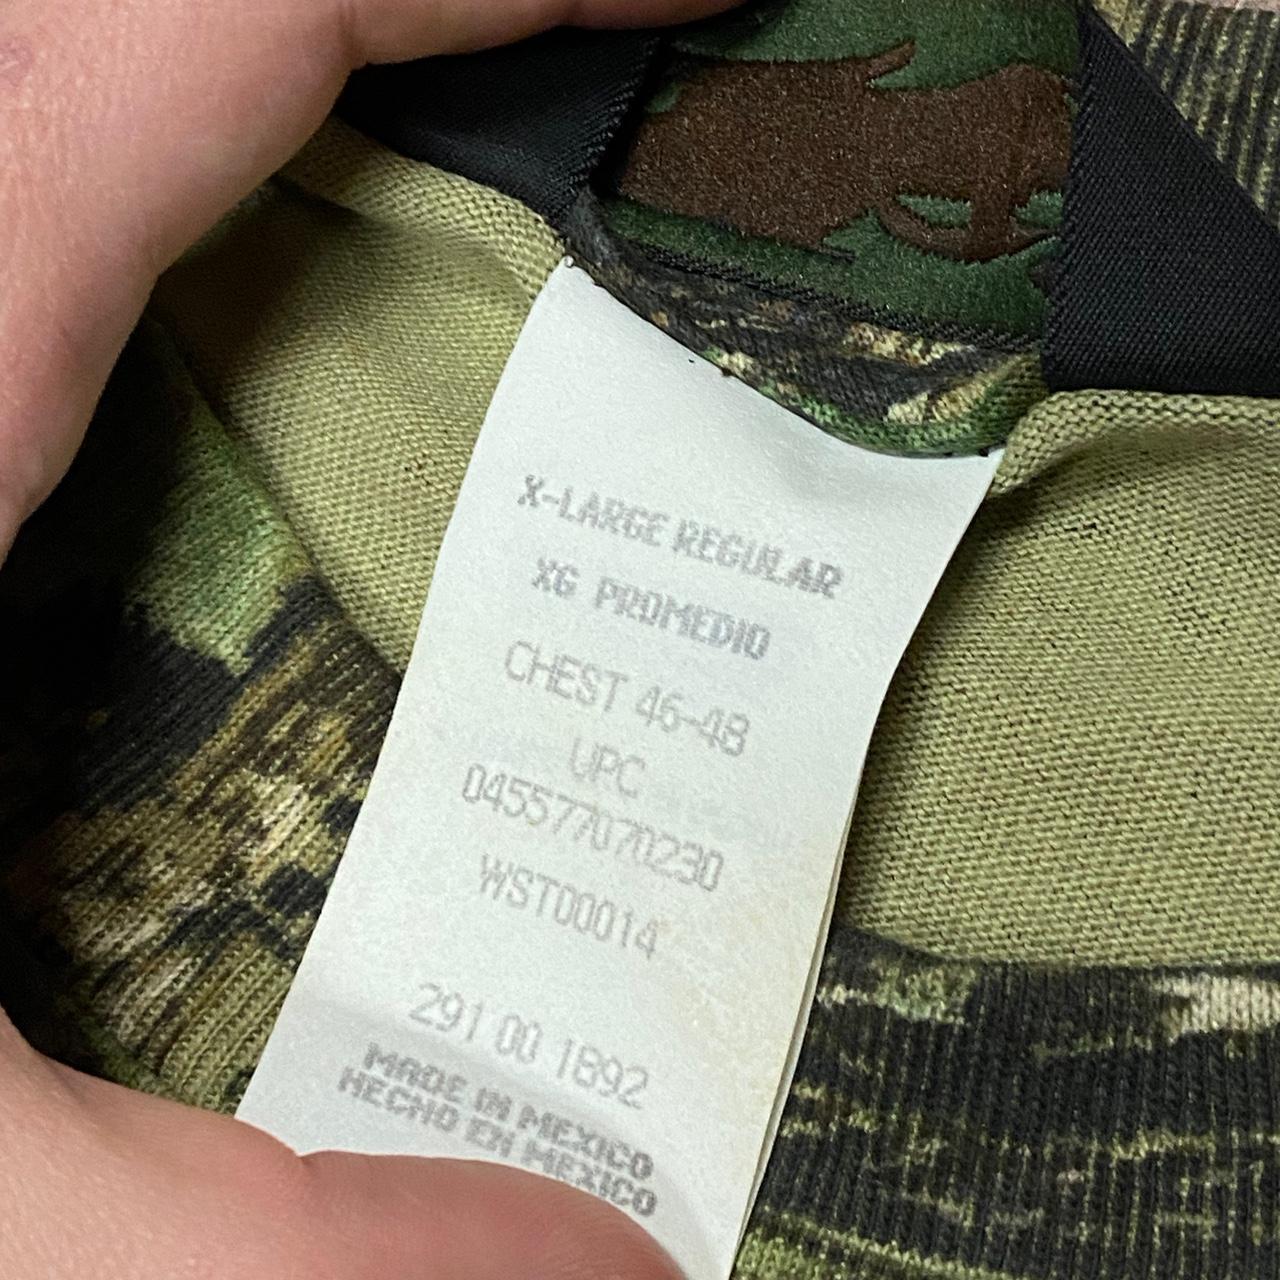 X-LARGE REGULAR
XG PROMEDIO
CHEST 46-48
UPC
045577070230
WST00014
291 00 1892
MADE IN MEXICO
HECHO EN MEXICO